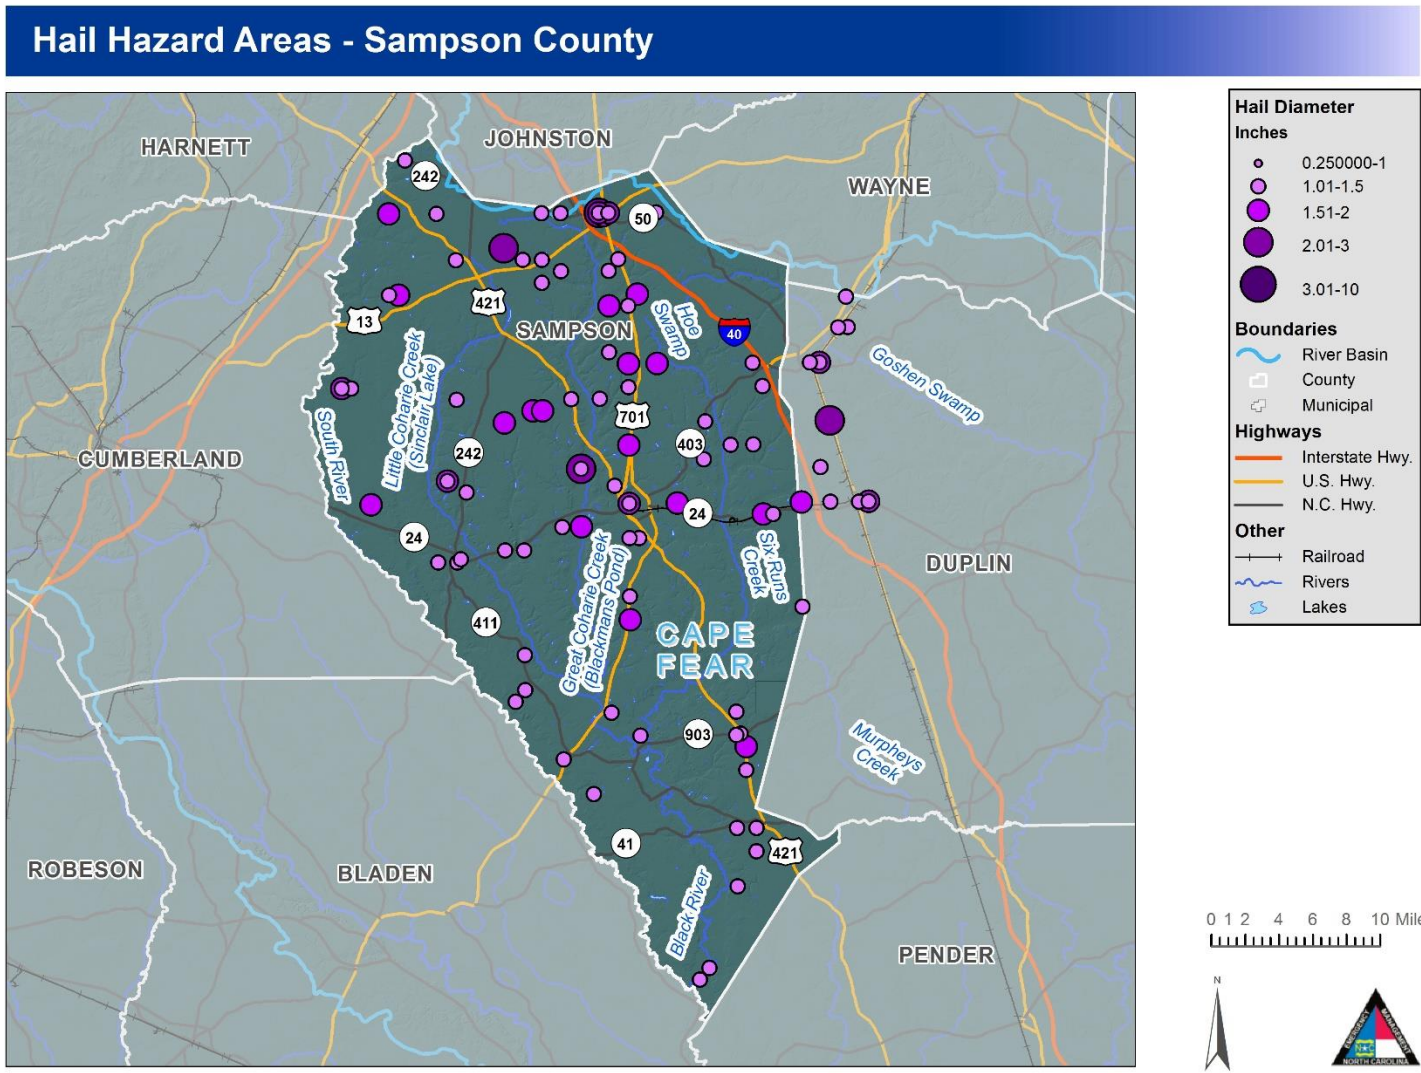 Hail Hazard Areas - Sampson County
HARNETT
JOHNSTON
WAYNE
242
50
421
13
SAMPSON
Hoe
Swamp
40
Goshen Swamp
Little Coharie Creek
(Sinclair Lake)
South River
CUMBERLAND
701
403
242
24
24
DUPLIN
Six Runs
Creek
Great Coharie Creek
(Blackmans Pond)
411
CAPE
FEAR
903
Murpheys
Creek
41
421
ROBESON
BLADEN
Black River
PENDER
Hail Diameter
Inches
0.250000-1
1.01-1.5
1.51-2
2.01-3
3.01-10
Boundaries
River Basin
County
Municipal
Highways
Interstate Hwy.
U.S. Hwy.
N.C. Hwy.
Other
Railroad
Rivers
Lakes
0 1 2 4 6 8 10 Mile
N
EMERGENCY
MANAGEMENT
NORTH CAROLINA